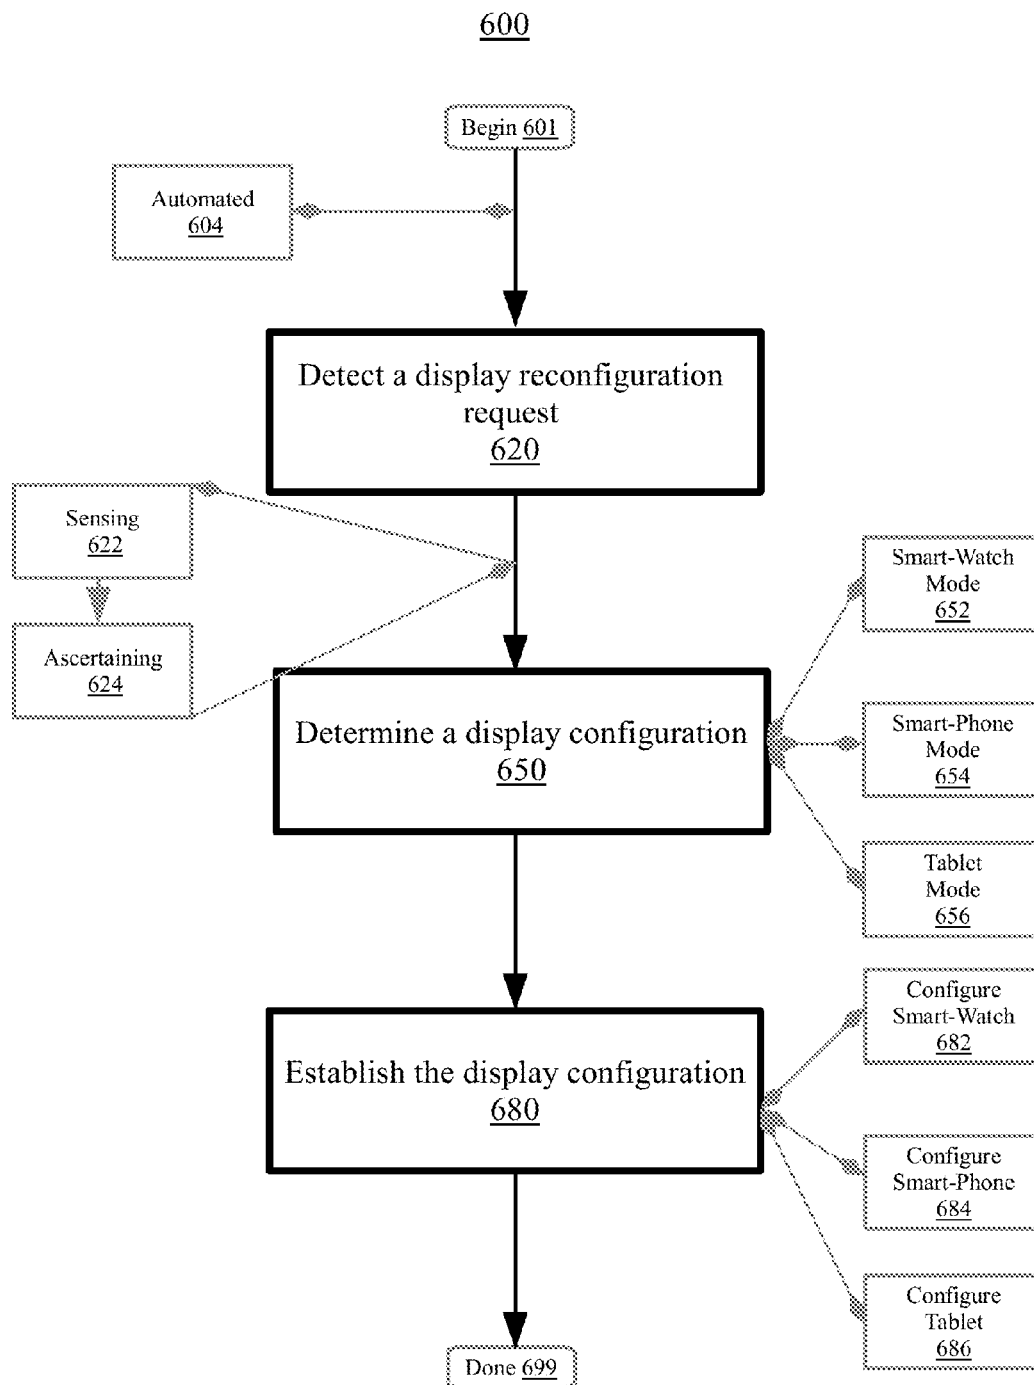 600
Begin 601
Automated
604
Detect a display reconfiguration
request
620
Sensing
622
Ascertaining
624
Smart-Watch
Mode
652
Determine a display configuration
650
Smart-Phone
Mode
654
Tablet
Mode
656
Configure
Smart-Watch
682
Establish the display configuration
680
Configure
Smart-Phone
684
Configure
Tablet
686
Done 699